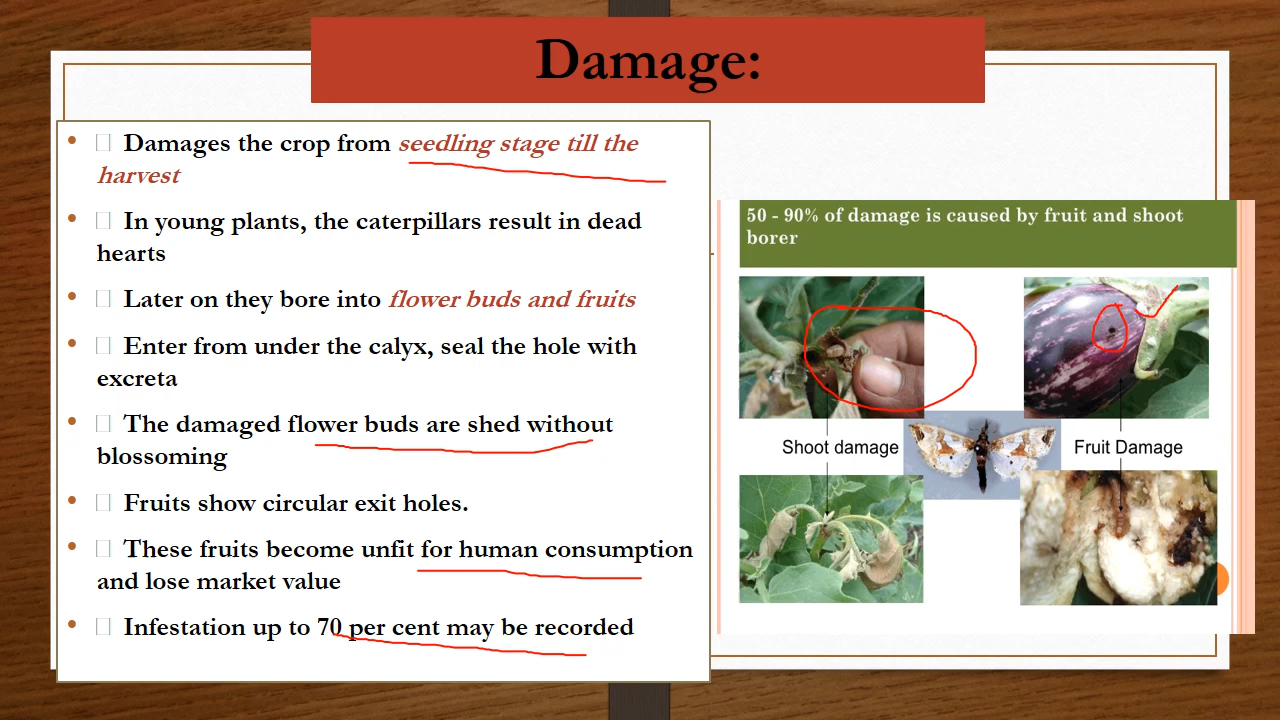 Damage:
• Damages the crop from seedling stage till the
harvest
• In young plants, the caterpillars result in dead
hearts
• Later on they bore into flower buds and fruits
• Enter from under the calyx, seal the hole with
excreta
• The damaged flower buds are shed without
blossoming
• Fruits show circular exit holes.
• These fruits become unfit for human consumption
and lose market value
• Infestation up to 70 per cent may be recorded
50 - 90% of damage is caused by fruit and shoot
borer
Shoot damage
Fruit Damage